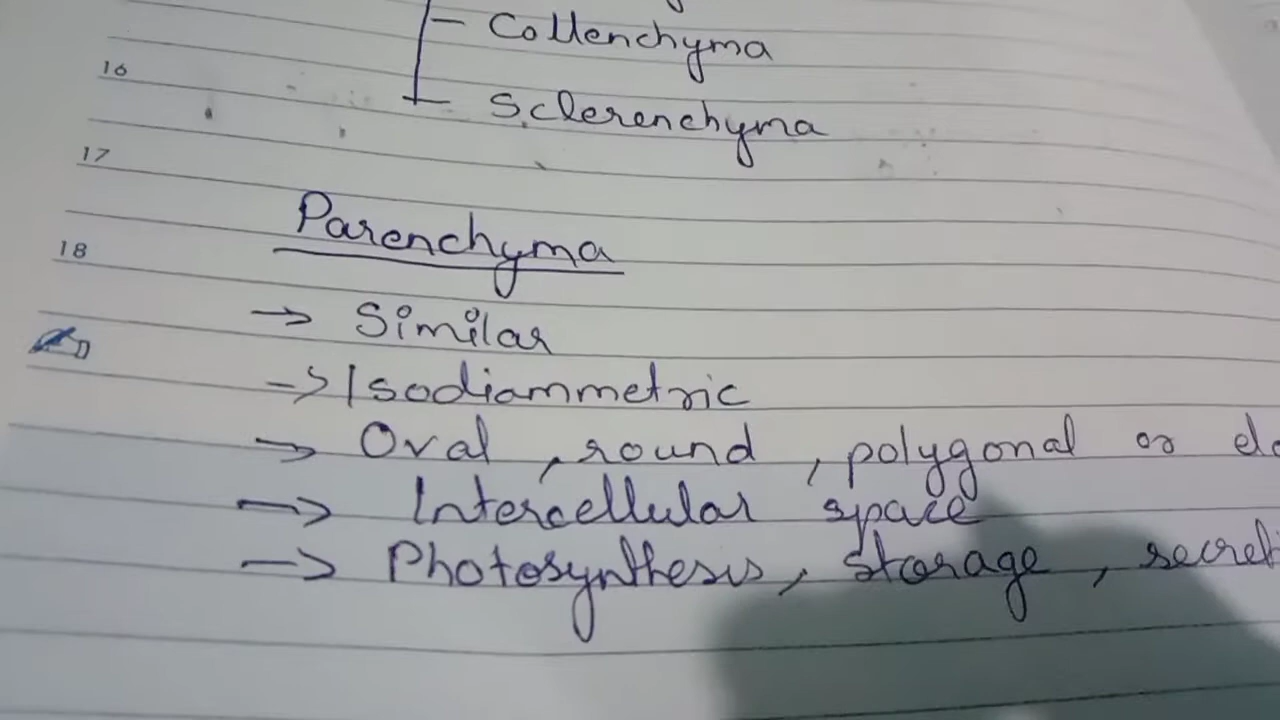 Collenchyma
16
Sclerenchyma
17
Parenchyma
18
→ Similar
→ Isodiammetric
→ Oval, round, polygonal or
→ Intercellular space
→ Photosynthesis, storage,